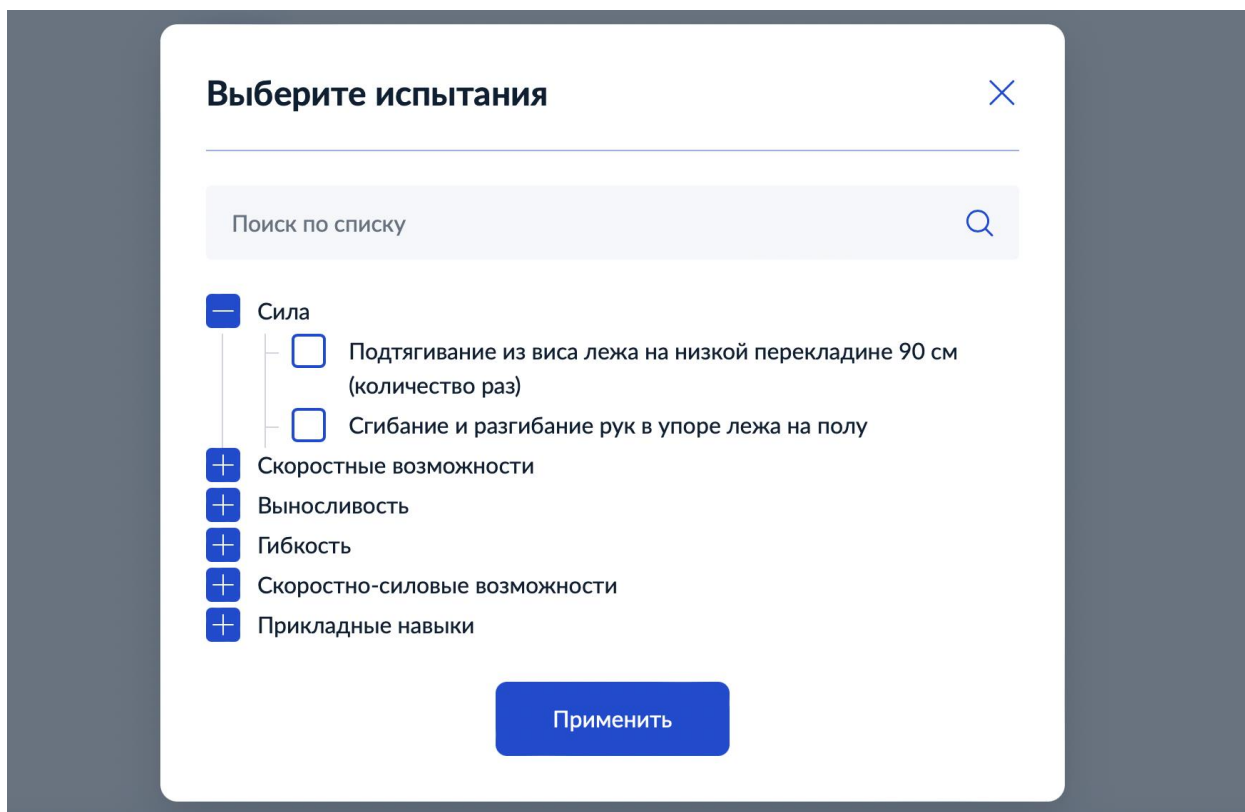 Выберите испытания
Поиск по списку
Сила
Подтягивание из виса лежа на низкой перекладине 90 см
(количество раз)
Сгибание и разгибание рук в упоре лежа на полу
Скоростные возможности
Выносливость
Гибкость
Скоростно-силовые возможности
Прикладные навыки
Применить